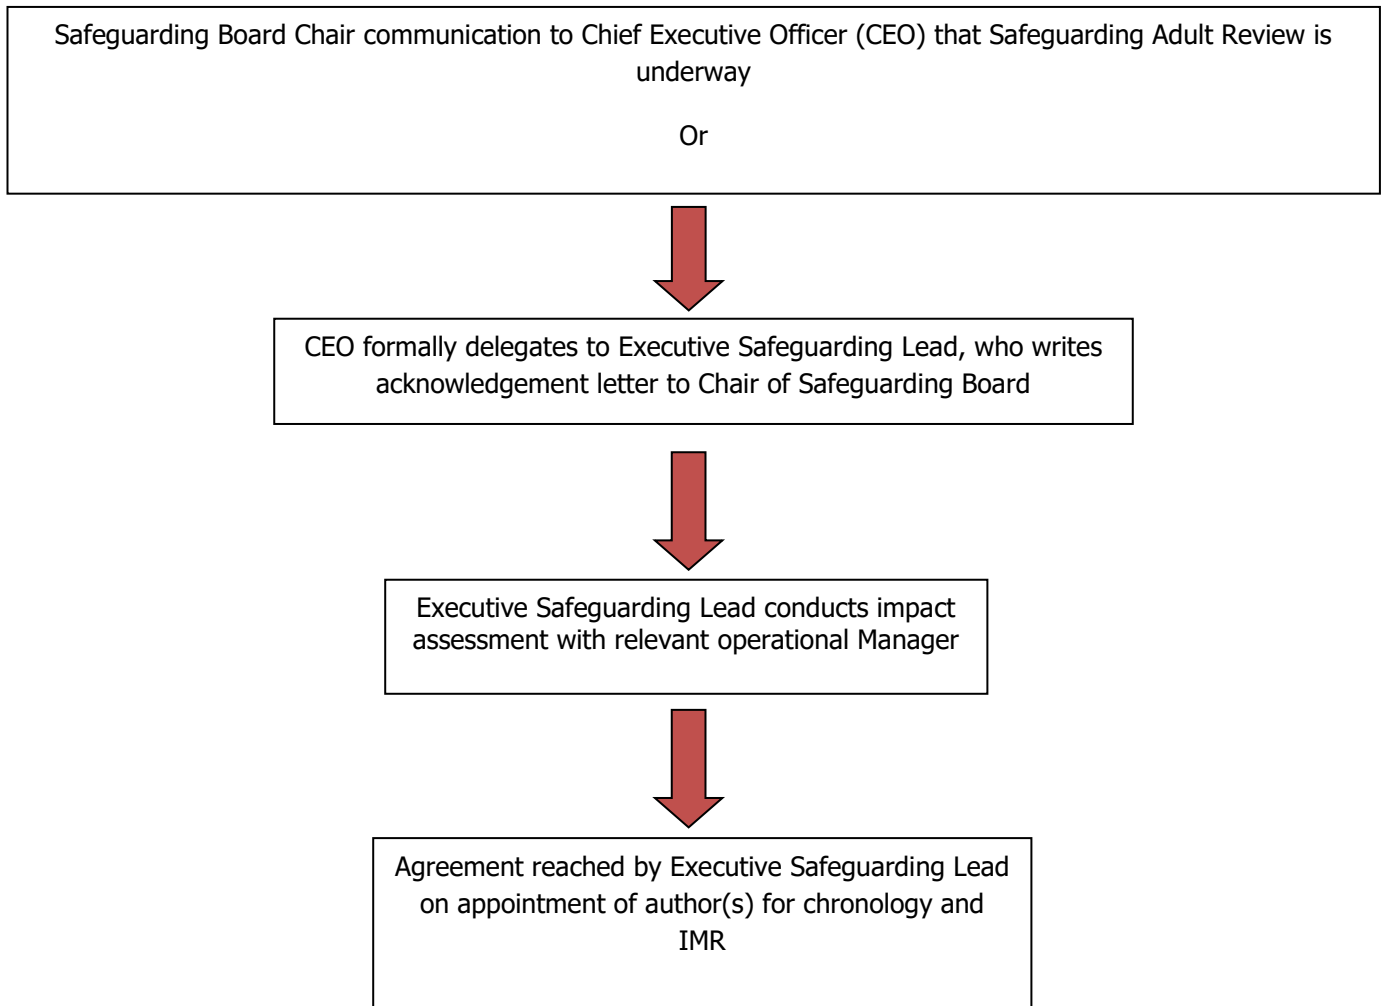 Safeguarding Board Chair communication to Chief Executive Officer (CEO) that Safeguarding Adult Review is
underway
Or
CEO formally delegates to Executive Safeguarding Lead, who writes
acknowledgement letter to Chair of Safeguarding Board
Executive Safeguarding Lead conducts impact
assessment with relevant operational Manager
Agreement reached by Executive Safeguarding Lead
on appointment of author(s) for chronology and
IMR